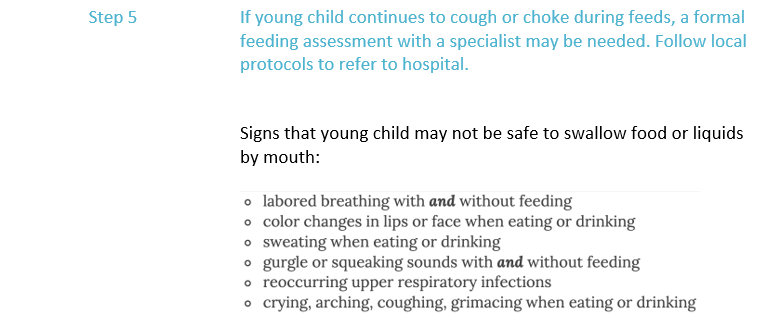 Step 5
If young child continues to cough or choke during feeds, a formal
feeding assessment with a specialist may be needed. Follow local
protocols to refer to hospital.
Signs that young child may not be safe to swallow food or liquids
by mouth:
○ labored breathing with and without feeding
○ color changes in lips or face when eating or drinking
○ sweating when eating or drinking
○ gurgle or squeaking sounds with and without feeding
○ reoccurring upper respiratory infections
○ crying, arching, coughing, grimacing when eating or drinking